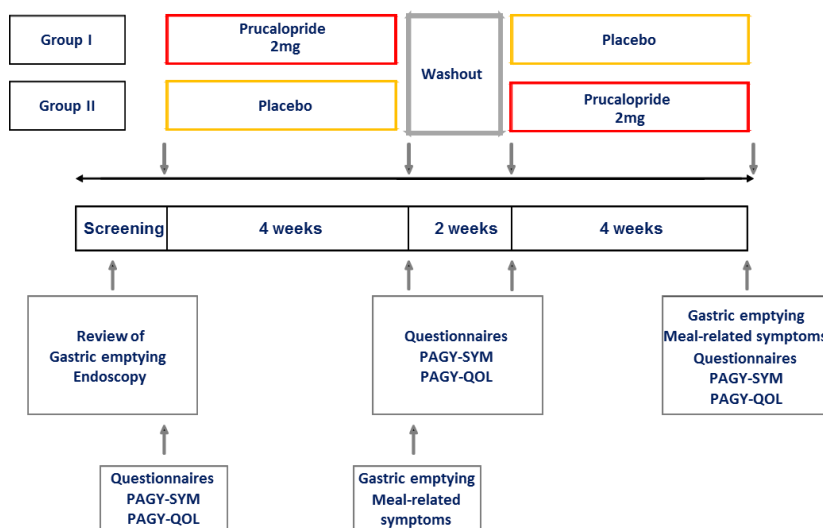 Group I
Prucalopride
2mg
Washout
Placebo
Group II
Placebo
Prucalopride
2mg
Screening
4 weeks
2 weeks
4 weeks
Review of
Gastric emptying
Endoscopy
Questionnaires
PAGY-SYM
PAGY-QOL
Gastric emptying
Meal-related symptoms
Questionnaires
PAGY-SYM
PAGY-QOL
Questionnaires
PAGY-SYM
PAGY-QOL
Gastric emptying
Meal-related
symptoms